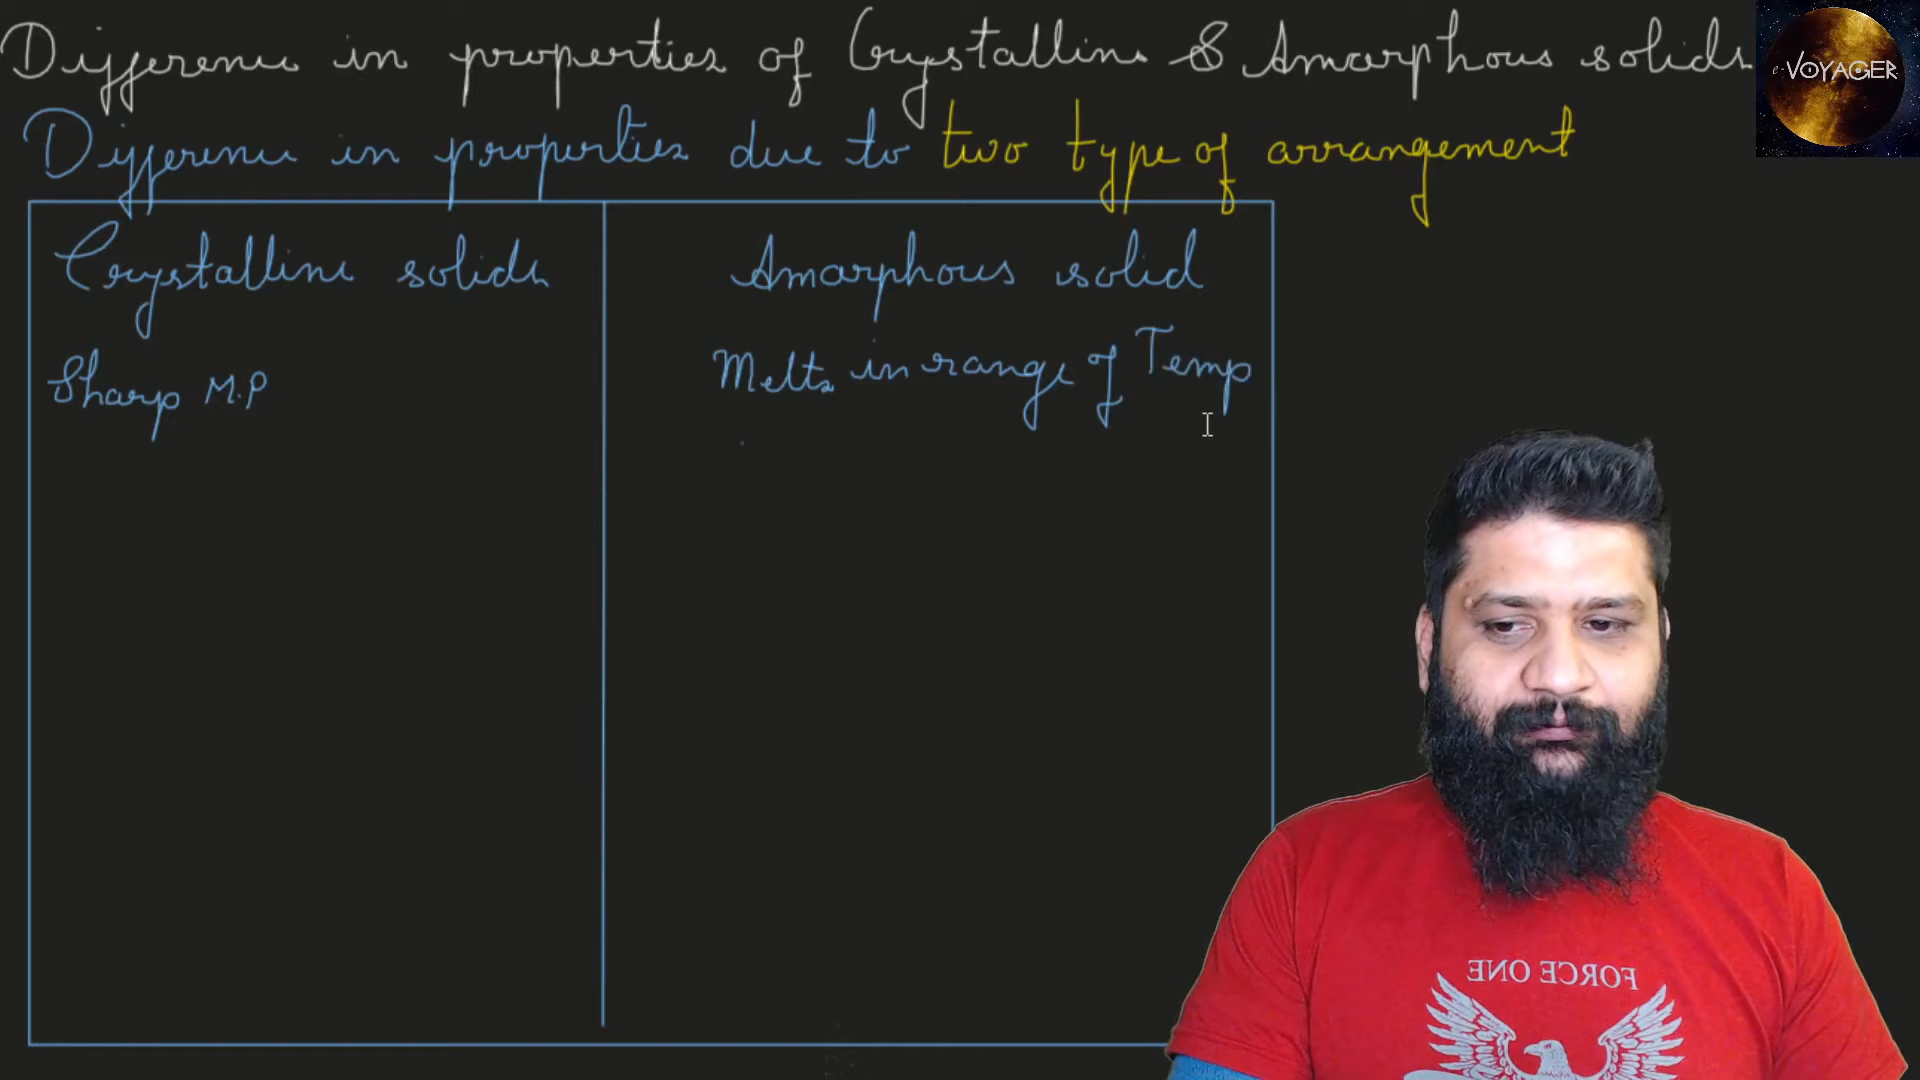 Difference in properties of Crystalline & Amorphous solids
e-VOYAGER
Difference in properties due to two type of arrangement
Crystalline solids
Amorphous solid
Sharp M.P
Melts in range of Temp
FORCE ONE